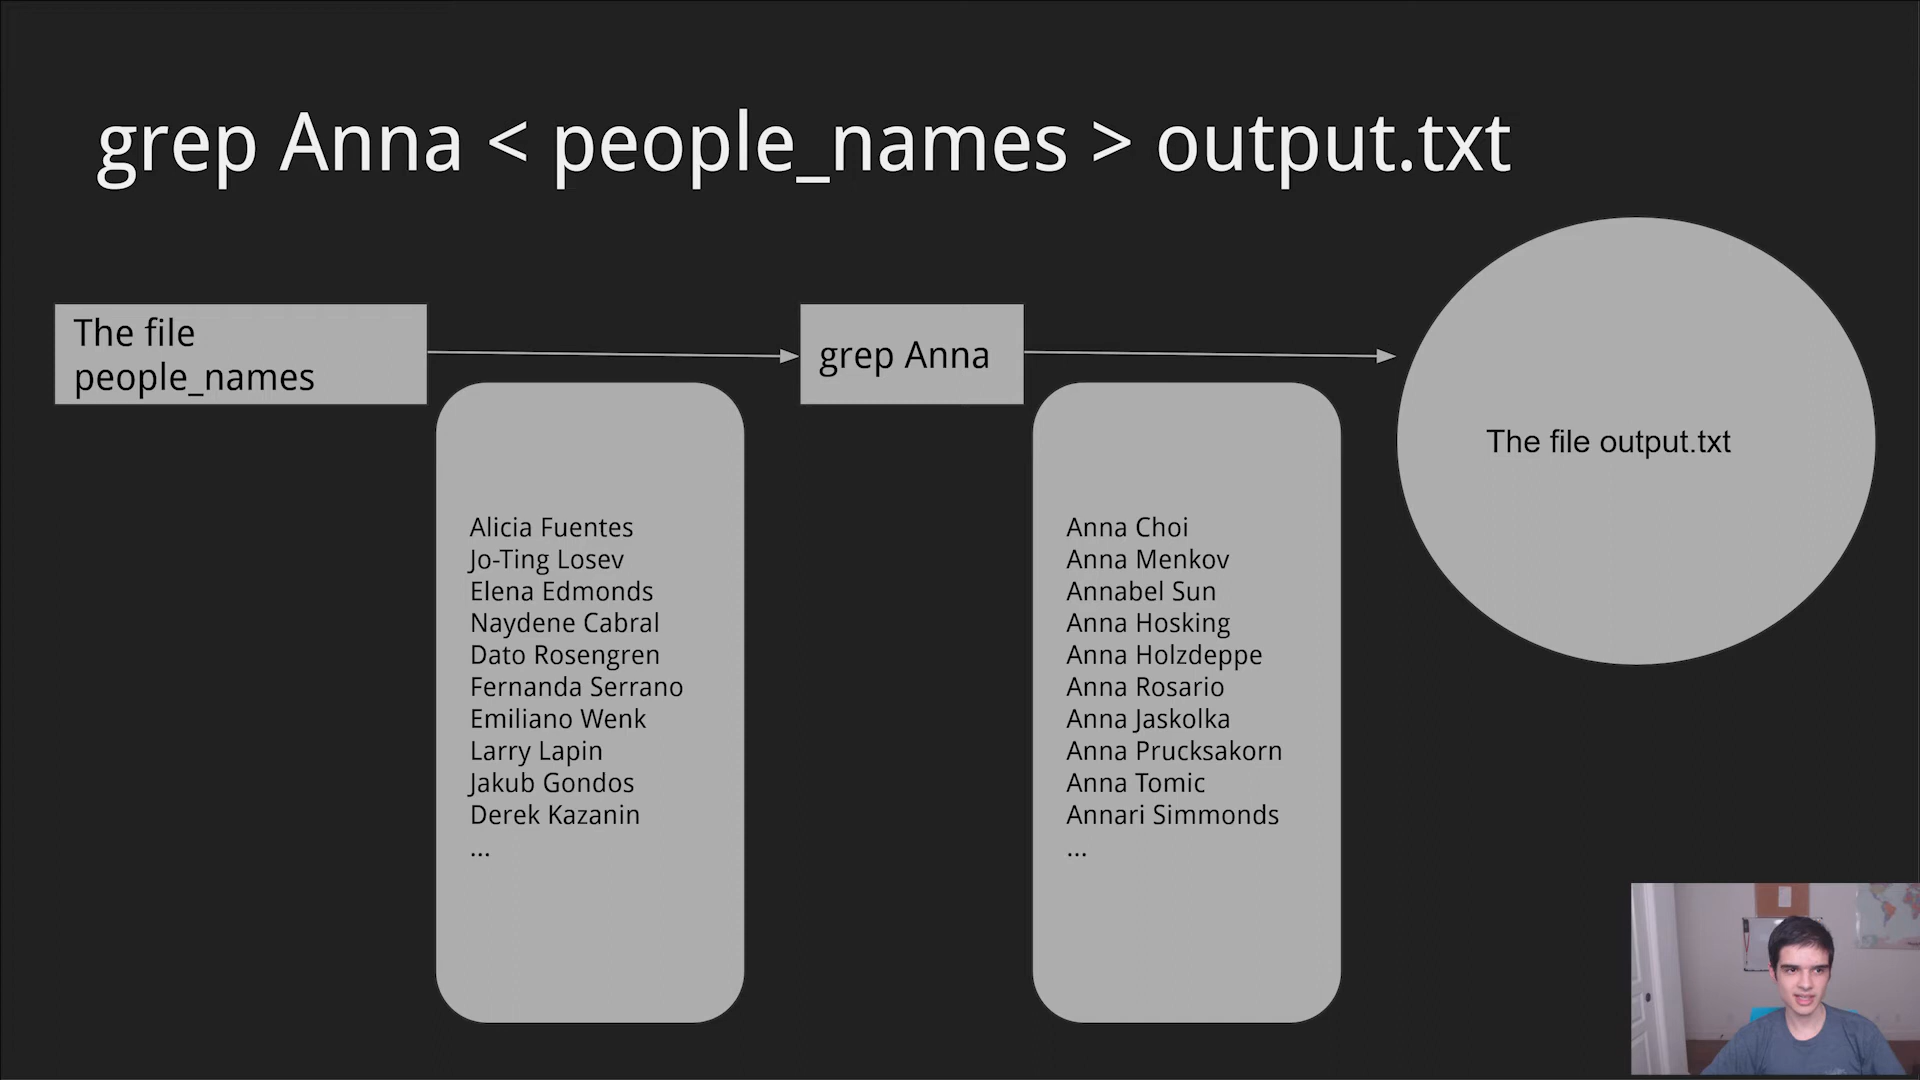 grep Anna < people_names > output.txt
The file
people_names
grep Anna
The file output.txt
Alicia Fuentes
Jo-Ting Losev
Elena Edmonds
Naydene Cabral
Dato Rosengren
Fernanda Serrano
Emiliano Wenk
Larry Lapin
Jakub Gondos
Derek Kazanin
...
Anna Choi
Anna Menkov
Annabel Sun
Anna Hosking
Anna Holzdeppe
Anna Rosario
Anna Jaskolka
Anna Prucksakorn
Anna Tomic
Annari Simmonds
...